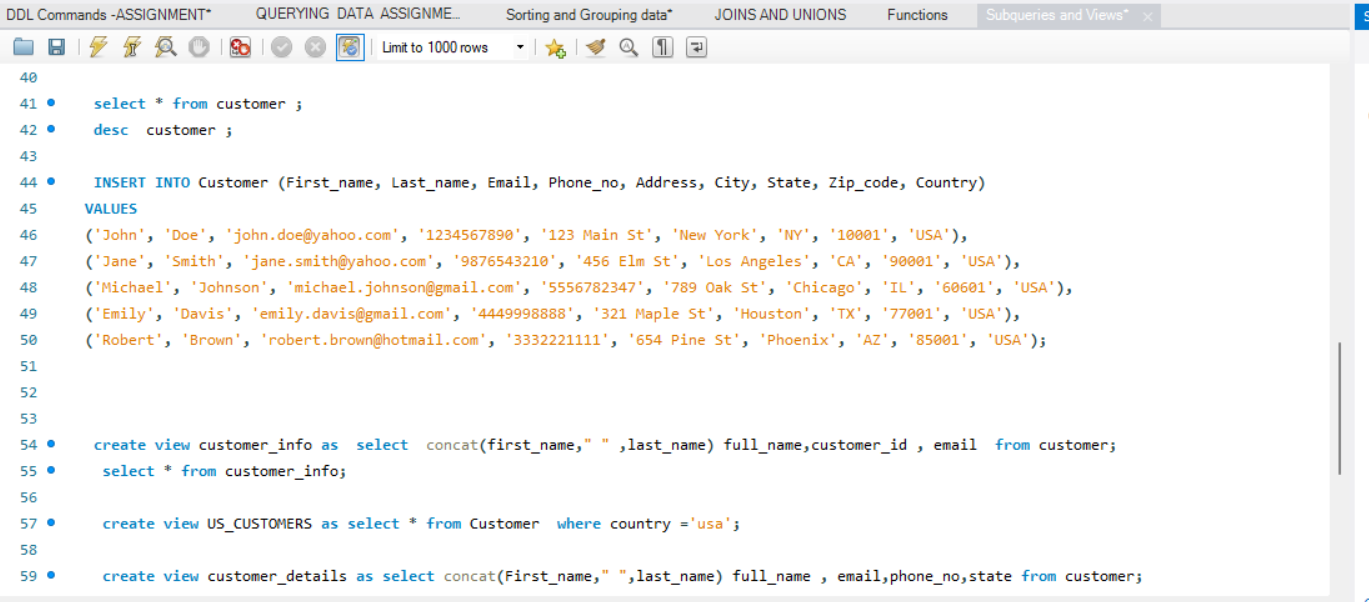 DDL Commands -ASSIGNMENT* QUERYING DATA ASSIGNME... Sorting and Grouping data* JOINS AND UNIONS Functions Subqueries and Views*
Limit to 1000 rows
40
41 select * from customer ;
42 desc customer ;
43
44 INSERT INTO Customer (First_name, Last_name, Email, Phone_no, Address, City, State, Zip_code, Country)
45 VALUES
46 ('John', 'Doe', 'john.doe@yahoo.com', '1234567890', '123 Main St', 'New York', 'NY', '10001', 'USA'),
47 ('Jane', 'Smith', 'jane.smith@yahoo.com', '9876543210', '456 Elm St', 'Los Angeles', 'CA', '90001', 'USA'),
48 ('Michael', 'Johnson', 'michael.johnson@gmail.com', '5556782347', '789 Oak St', 'Chicago', 'IL', '60601', 'USA'),
49 ('Emily', 'Davis', 'emily.davis@gmail.com', '4449998888', '321 Maple St', 'Houston', 'TX', '77001', 'USA'),
50 ('Robert', 'Brown', 'robert.brown@hotmail.com', '3332221111', '654 Pine St', 'Phoenix', 'AZ', '85001', 'USA');
51
52
53
54 create view customer_info as select concat(first_name," " ,last_name) full_name,customer_id , email from customer;
55 select * from customer_info;
56
57 create view US_CUSTOMERS as select * from Customer where country ='usa';
58
59 create view customer_details as select concat(First_name," ",last_name) full_name , email,phone_no,state from customer;